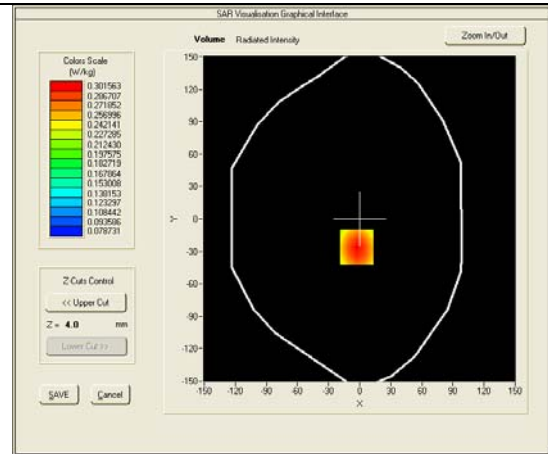 SAR Visualisation Graphical Interface
Volume Radiated Intensity
Zoom In/Out
Colors Scale
(W/kg)
0.301563
0.286707
0.271852
0.256996
0.242141
0.227285
0.212430
0.197575
0.182719
0.167864
0.153008
0.138153
0.123297
0.108442
0.093586
0.078731
Z Cuts Control
<< Upper Cut
Z = 4.0 mm
Lower Cut >>
SAVE Cancel
150
120
90
60
30
0
-30
-60
-90
-120
-150
Y
-150 -120 -90 -60 -30 0 30 60 90 120 150
X